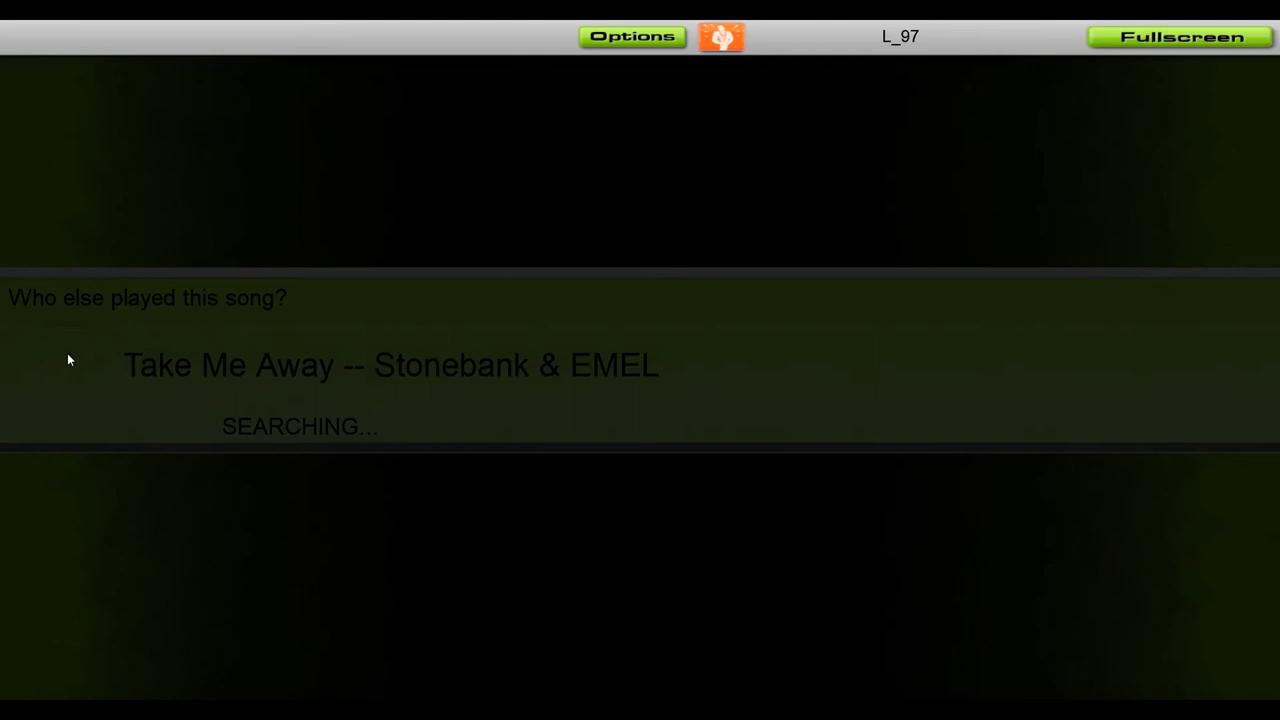 Options
L_97
Fullscreen
Who else played this song?
Take Me Away -- Stonebank & EMEL
SEARCHING...